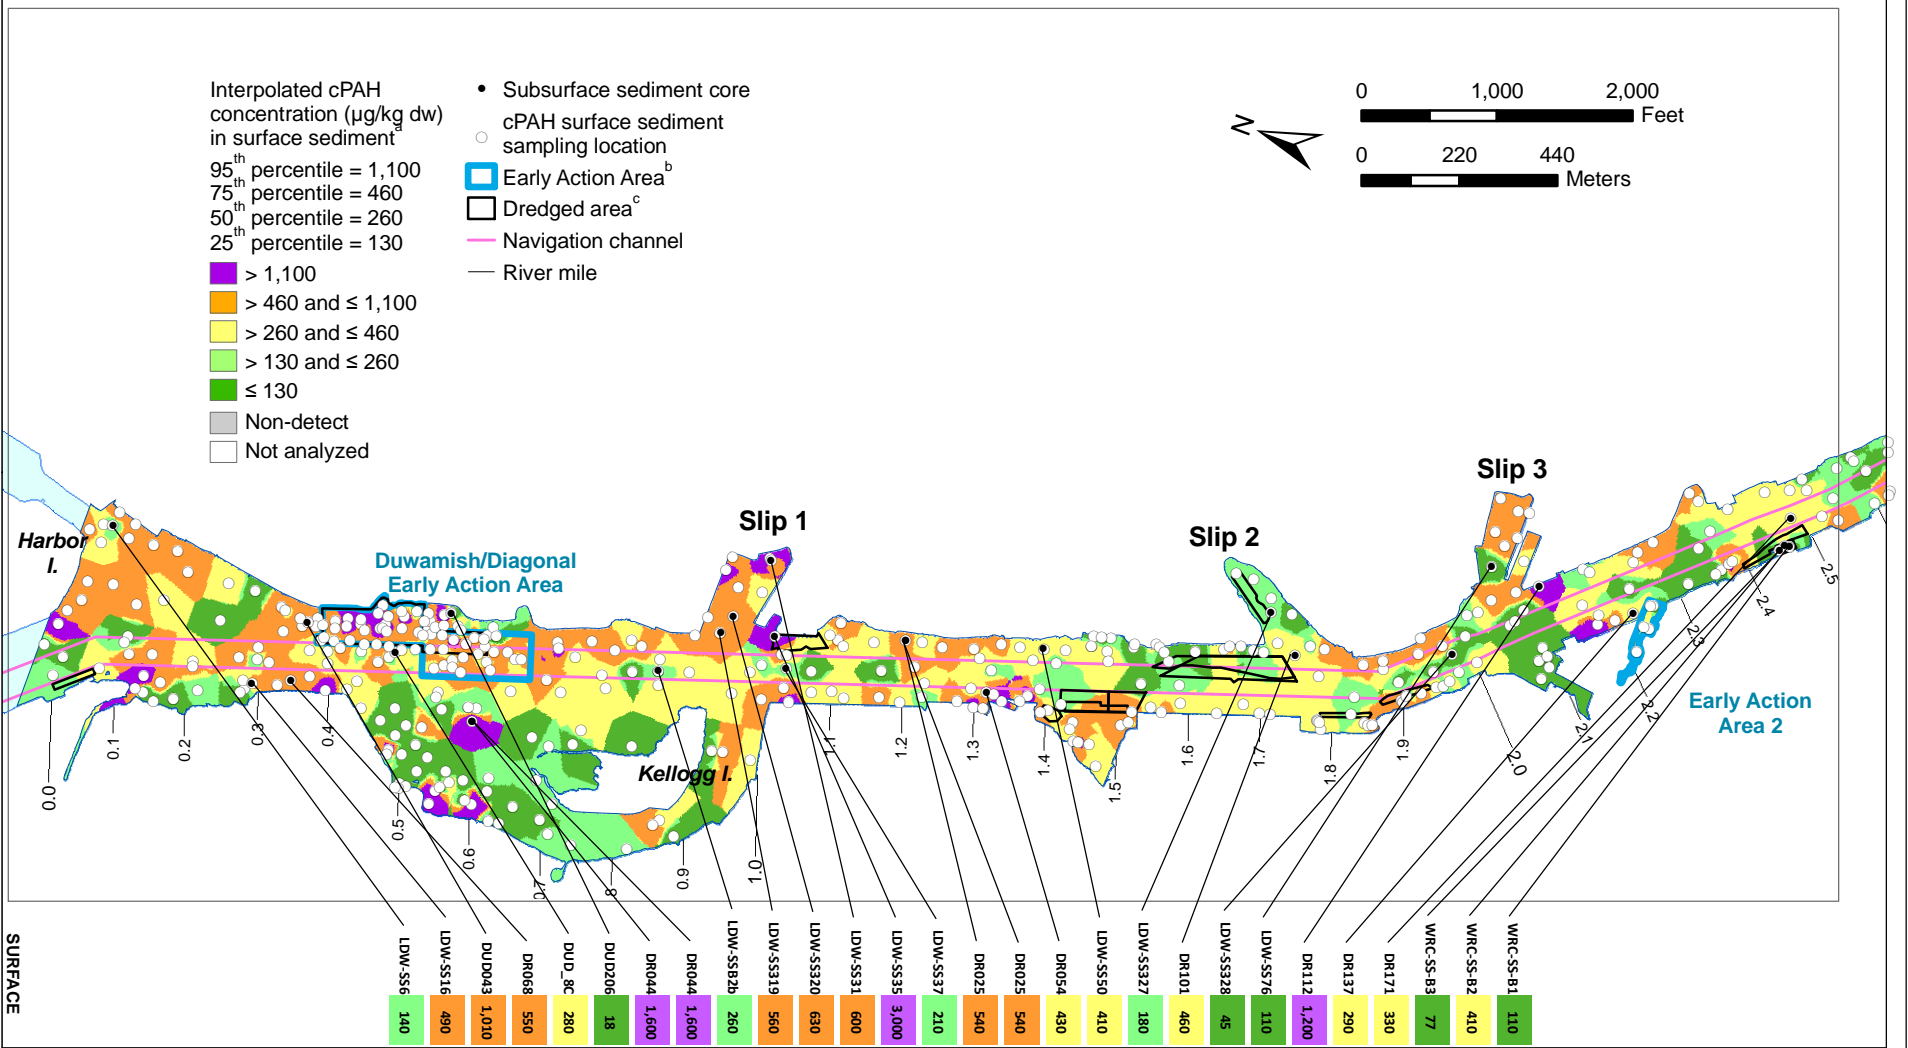 Interpolated cPAH
concentration (µg/kg dw)
in surface sediment^a
95th percentile = 1,100
75th percentile = 460
50th percentile = 260
25th percentile = 130
> 1,100
> 460 and ≤ 1,100
> 260 and ≤ 460
> 130 and ≤ 260
≤ 130
Non-detect
Not analyzed
Subsurface sediment core
cPAH surface sediment
sampling location
Early Action Area^b
Dredged area^c
Navigation channel
River mile
N
0 1,000 2,000
Feet
0 220 440
Meters
Harbor
I.
Duwamish/Diagonal
Early Action Area
Slip 1
Slip 2
Slip 3
Early Action
Area 2
Kellogg I.
0.0
0.1
0.2
0.3
0.4
0.5
0.6
0.7
8
0.9
1.0
1.1
1.2
1.3
1.4
1.5
1.6
1.7
1.8
1.9
2.0
2.1
2.2
2.3
2.4
2.5
SURFACE
LDW-SS6 140
LDW-SS16 490
DUD043 1,010
DR068 550
DUD_8C 280
DUD206 18
DR044 1,600
DR044 1,600
LDW-SSB2b 260
LDW-SS319 560
LDW-SS320 630
LDW-SS31 600
LDW-SS35 3,000
LDW-SS37 210
DR025 540
DR025 540
DR054 430
LDW-SS50 410
LDW-SS327 180
DR101 460
LDW-SS328 45
LDW-SS76 110
DR112 1,200
DR137 290
DR171 330
WRC-SS-B3 77
WRC-SS-B2 410
WRC-SS-B1 110